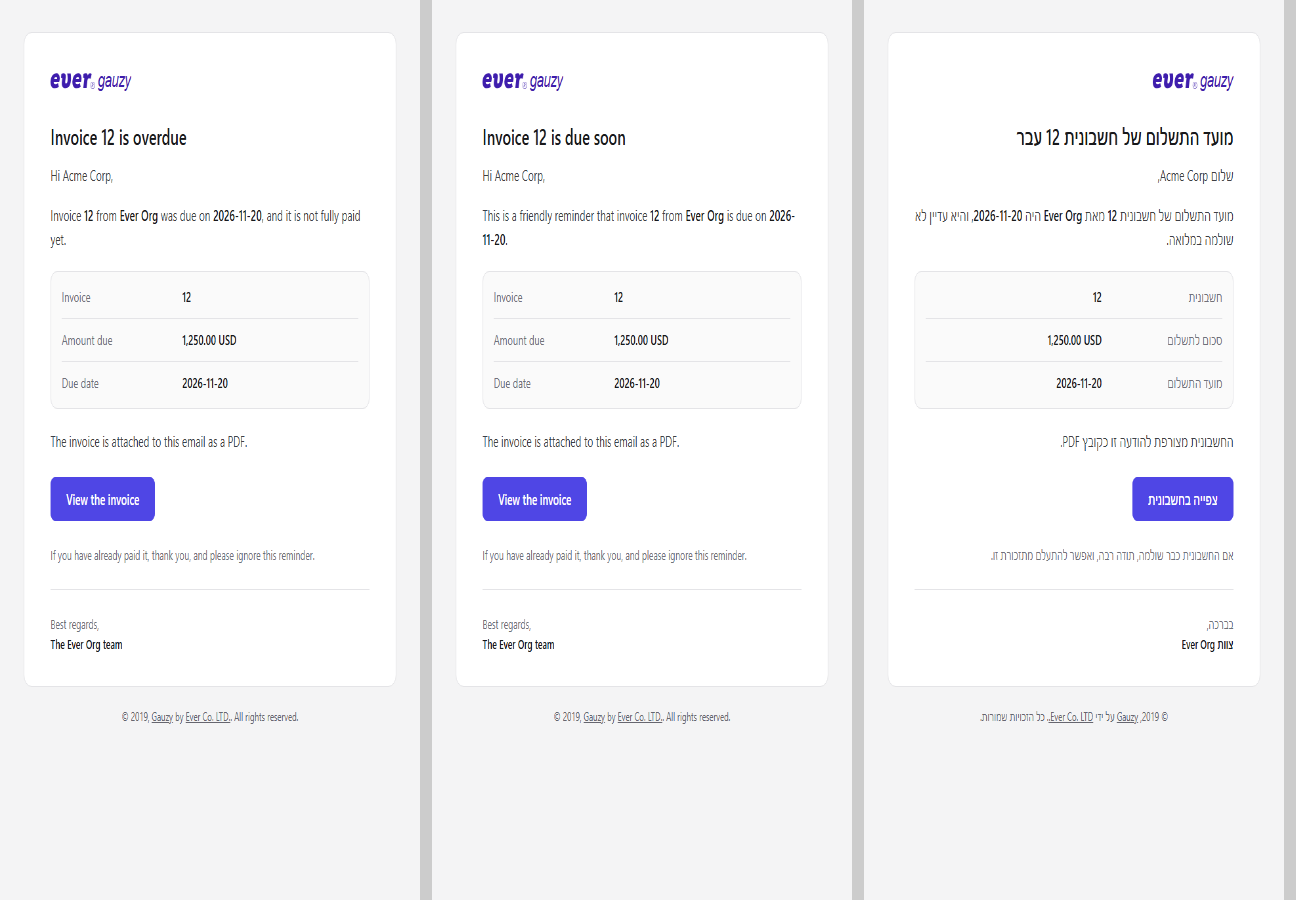 ever® gauzy
Invoice 12 is overdue
Hi Acme Corp,
Invoice 12 from Ever Org was due on 2026-11-20, and it is not fully paid
yet.
Invoice 12
Amount due 1,250.00 USD
Due date 2026-11-20
The invoice is attached to this email as a PDF.
View the invoice
If you have already paid it, thank you, and please ignore this reminder.
Best regards,
The Ever Org team
© 2019, Gauzy by Ever Co. LTD.. All rights reserved.
ever® gauzy
Invoice 12 is due soon
Hi Acme Corp,
This is a friendly reminder that invoice 12 from Ever Org is due on 2026-
11-20.
Invoice 12
Amount due 1,250.00 USD
Due date 2026-11-20
The invoice is attached to this email as a PDF.
View the invoice
If you have already paid it, thank you, and please ignore this reminder.
Best regards,
The Ever Org team
© 2019, Gauzy by Ever Co. LTD.. All rights reserved.
ever® gauzy
מועד התשלום של חשבונית 12 עבר
שלום Acme Corp,
מועד התשלום של חשבונית 12 מאת Ever Org היה 2026-11-20, והיא עדיין לא
שולמה במלואה.
חשבונית 12
סכום לתשלום 1,250.00 USD
מועד התשלום 2026-11-20
החשבונית מצורפת להודעה זו כקובץ PDF.
צפייה בחשבונית
אם החשבונית כבר שולמה, תודה רבה, ואפשר להתעלם מתזכורת זו.
בברכה,
צוות Ever Org
© 2019, Gauzy על ידי Ever Co. LTD.. כל הזכויות שמורות.